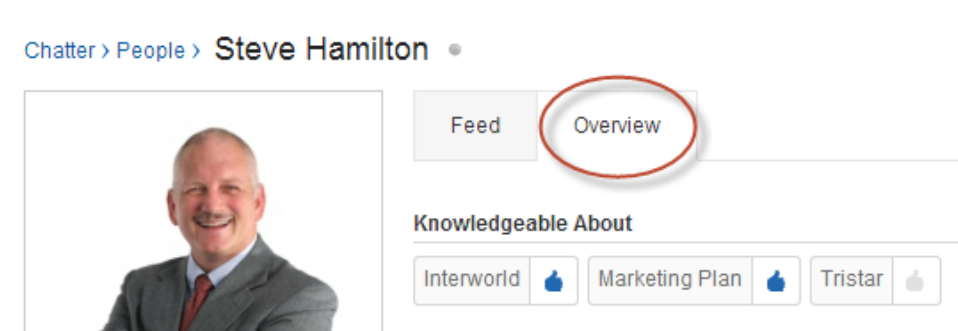 Chatter › People › Steve Hamilton
Feed Overview
Knowledgeable About
Interworld Marketing Plan Tristar